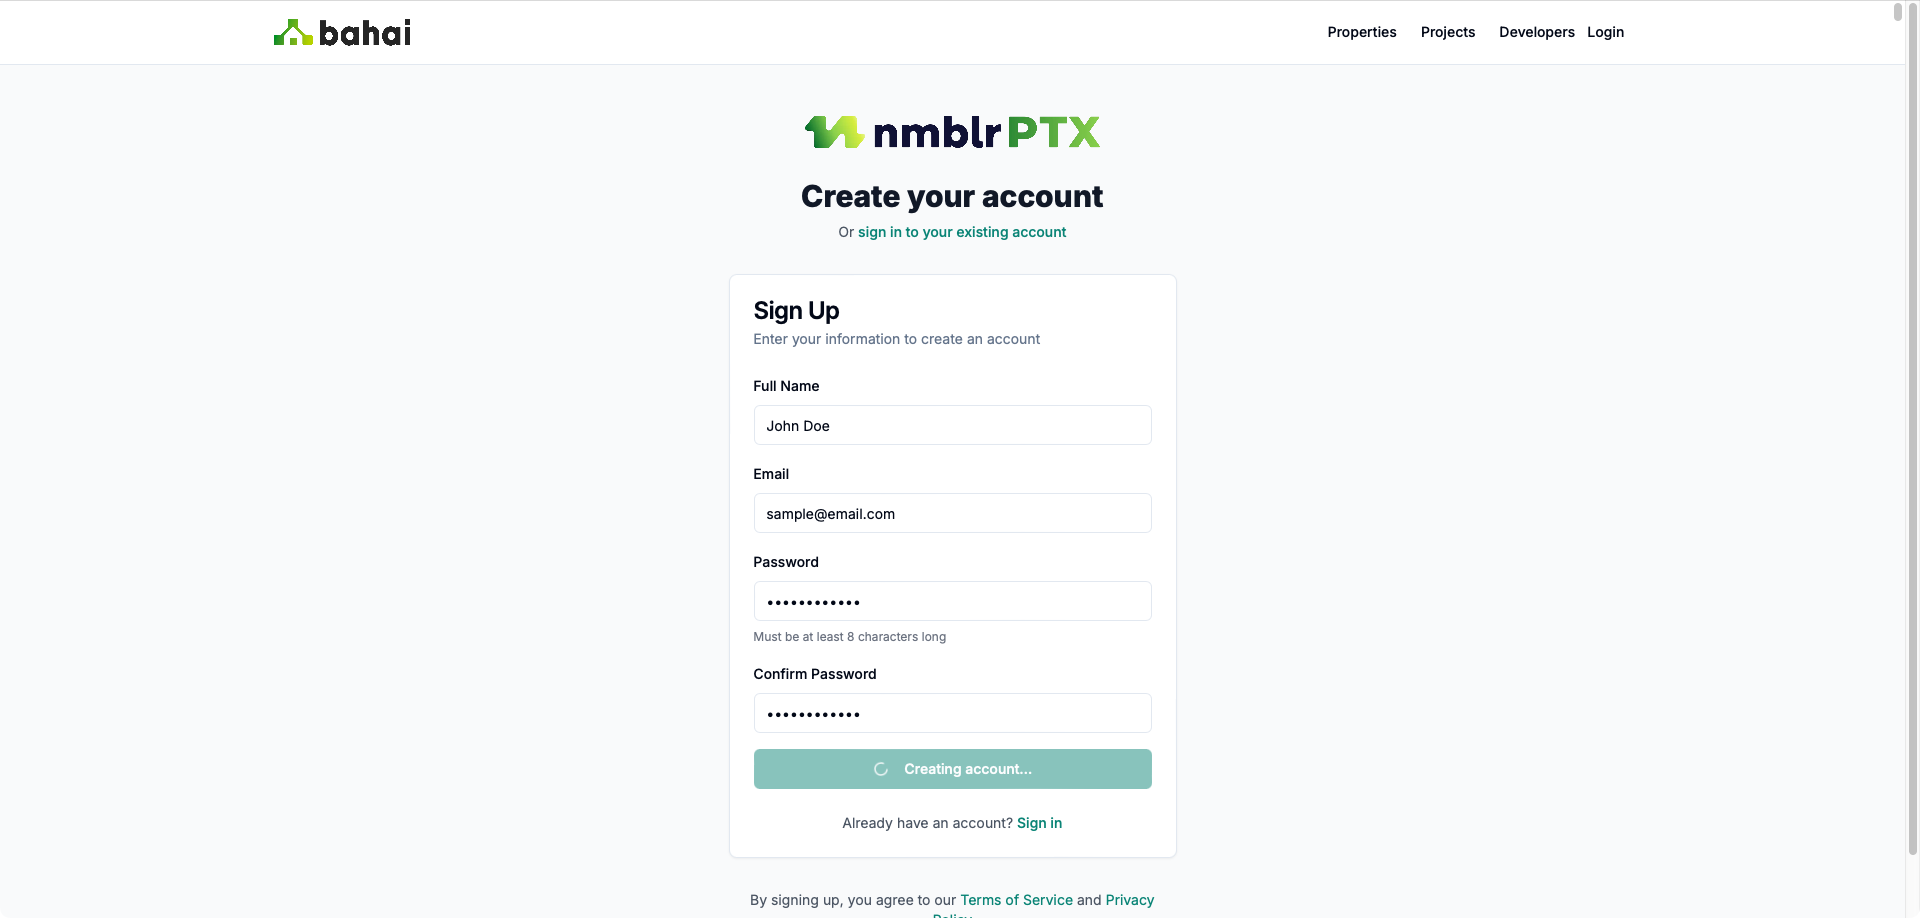 bahai
Properties Projects Developers Login
nmblr PTX
Create your account
Or sign in to your existing account
Sign Up
Enter your information to create an account
Full Name
John Doe
Email
sample@email.com
Password
••••••••••••
Must be at least 8 characters long
Confirm Password
••••••••••••
Creating account...
Already have an account? Sign in
By signing up, you agree to our Terms of Service and Privacy
Policy